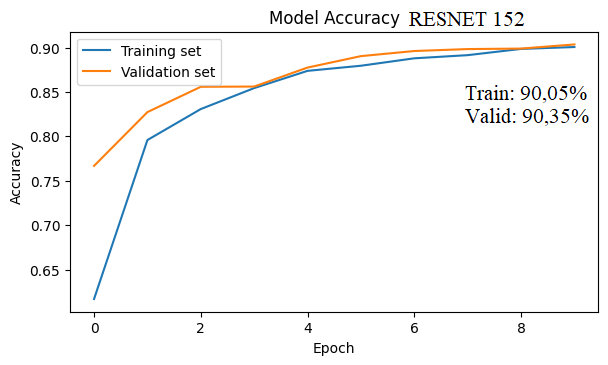 Model Accuracy RESNET 152
Training set
Validation set
Train: 90,05%
Valid: 90,35%
Accuracy
0.90
0.85
0.80
0.75
0.70
0.65
0 2 4 6 8
Epoch